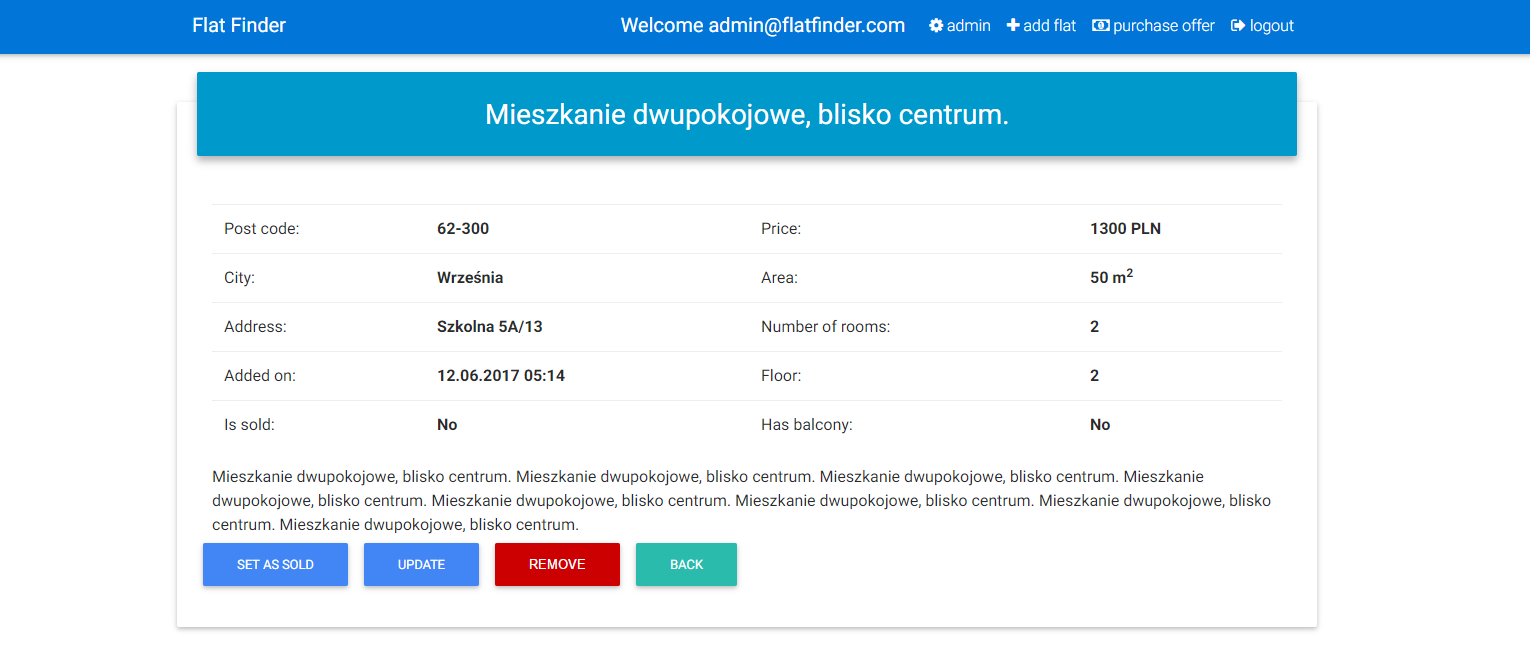 Flat Finder Welcome admin@flatfinder.com admin add flat purchase offer logout
Mieszkanie dwupokojowe, blisko centrum.
Post code: 62-300 Price: 1300 PLN
City: Września Area: 50 m²
Address: Szkolna 5A/13 Number of rooms: 2
Added on: 12.06.2017 05:14 Floor: 2
Is sold: No Has balcony: No
Mieszkanie dwupokojowe, blisko centrum. Mieszkanie dwupokojowe, blisko centrum. Mieszkanie dwupokojowe, blisko centrum. Mieszkanie
dwupokojowe, blisko centrum. Mieszkanie dwupokojowe, blisko centrum. Mieszkanie dwupokojowe, blisko centrum. Mieszkanie dwupokojowe, blisko
centrum. Mieszkanie dwupokojowe, blisko centrum.
SET AS SOLD UPDATE REMOVE BACK